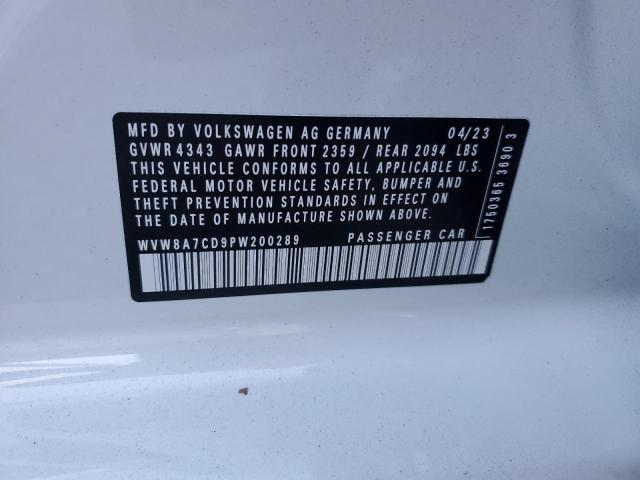 MFD BY VOLKSWAGEN AG GERMANY 04/23
GVWR 4343 GAWR FRONT 2359 / REAR 2094 LBS
THIS VEHICLE CONFORMS TO ALL APPLICABLE U.S.
FEDERAL MOTOR VEHICLE SAFETY, BUMPER AND
THEFT PREVENTION STANDARDS IN EFFECT ON
THE DATE OF MANUFACTURE SHOWN ABOVE.
WVW8A7CD9PW200289 PASSENGER CAR
1750365 3690 3